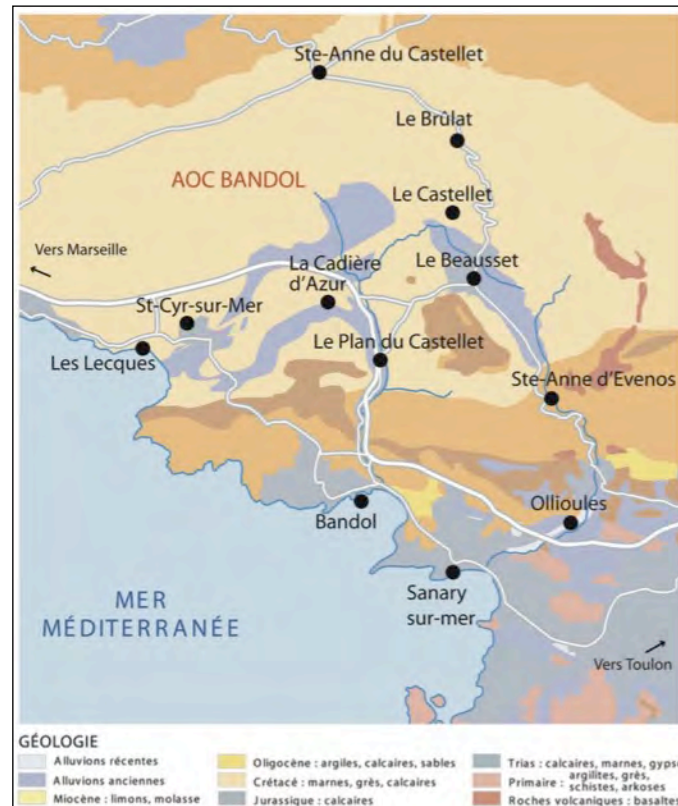 Ste-Anne du Castellet
Le Brûlat
AOC BANDOL
Le Castellet
Vers Marseille
La Cadière
d'Azur
Le Beausset
St-Cyr-sur-Mer
Le Plan du Castellet
Les Lecques
Ste-Anne d'Evenos
Ollioules
Bandol
MER
MÉDITERRANÉE
Sanary
sur-mer
Vers Toulon
GÉOLOGIE
Alluvions récentes
Alluvions anciennes
Miocène : limons, molasse
Oligocène : argiles, calcaires, sables
Crétacé : marnes, grès, calcaires
Jurassique : calcaires
Trias : calcaires, marnes, gypse
Primaire : argilites, grès,
schistes, arkoses
Roches volcaniques : basaltes